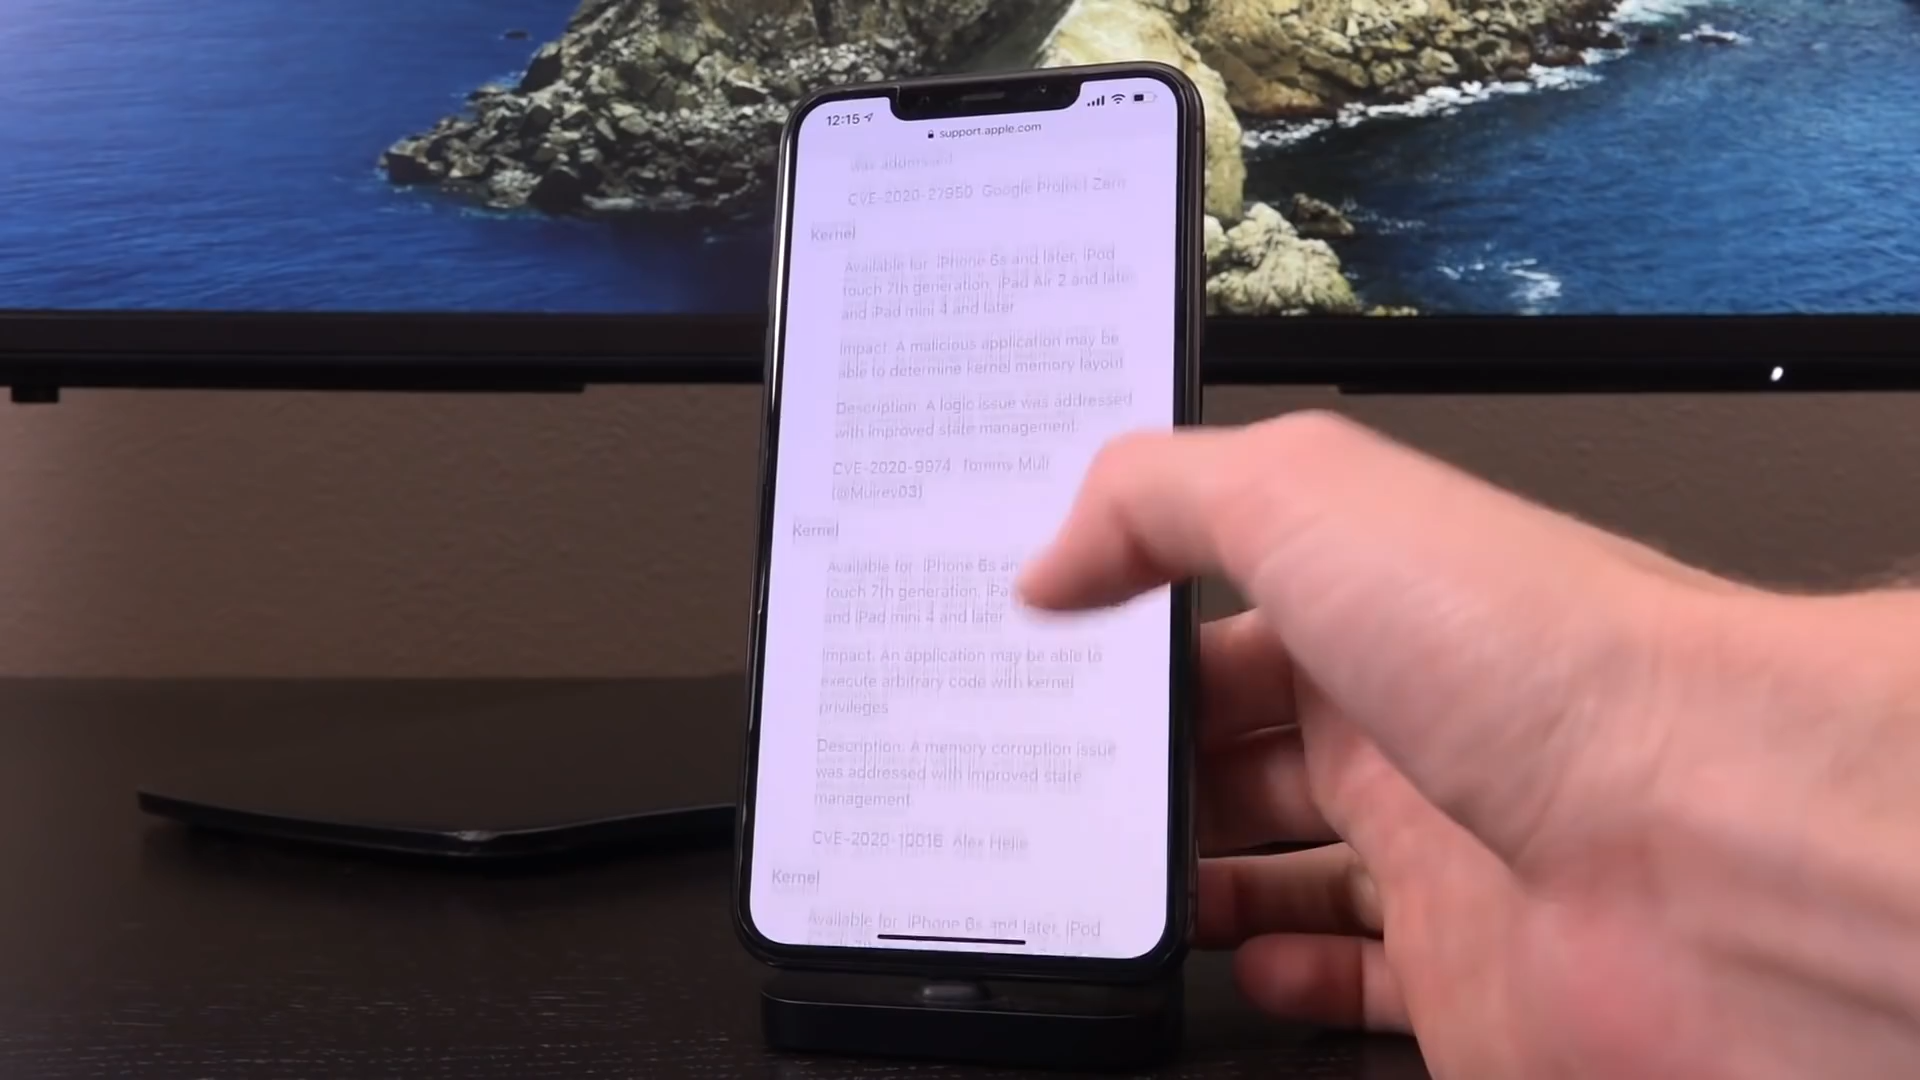 12:15
support.apple.com
was addressed
CVE-2020-27950: Google Project Zero
Kernel
Available for: iPhone 6s and later, iPod
touch 7th generation, iPad Air 2 and later,
and iPad mini 4 and later
Impact: A malicious application may be
able to determine kernel memory layout
Description: A logic issue was addressed
with improved state management.
CVE-2020-9974: Tommy Muir
(@Muirey03)
Kernel
Available for: iPhone 6s an
touch 7th generation, iPa
and iPad mini 4 and later
Impact: An application may be able to
execute arbitrary code with kernel
privileges
Description: A memory corruption issue
was addressed with improved state
management.
CVE-2020-10016: Alex Helie
Kernel
Available for: iPhone 6s and later, iPod